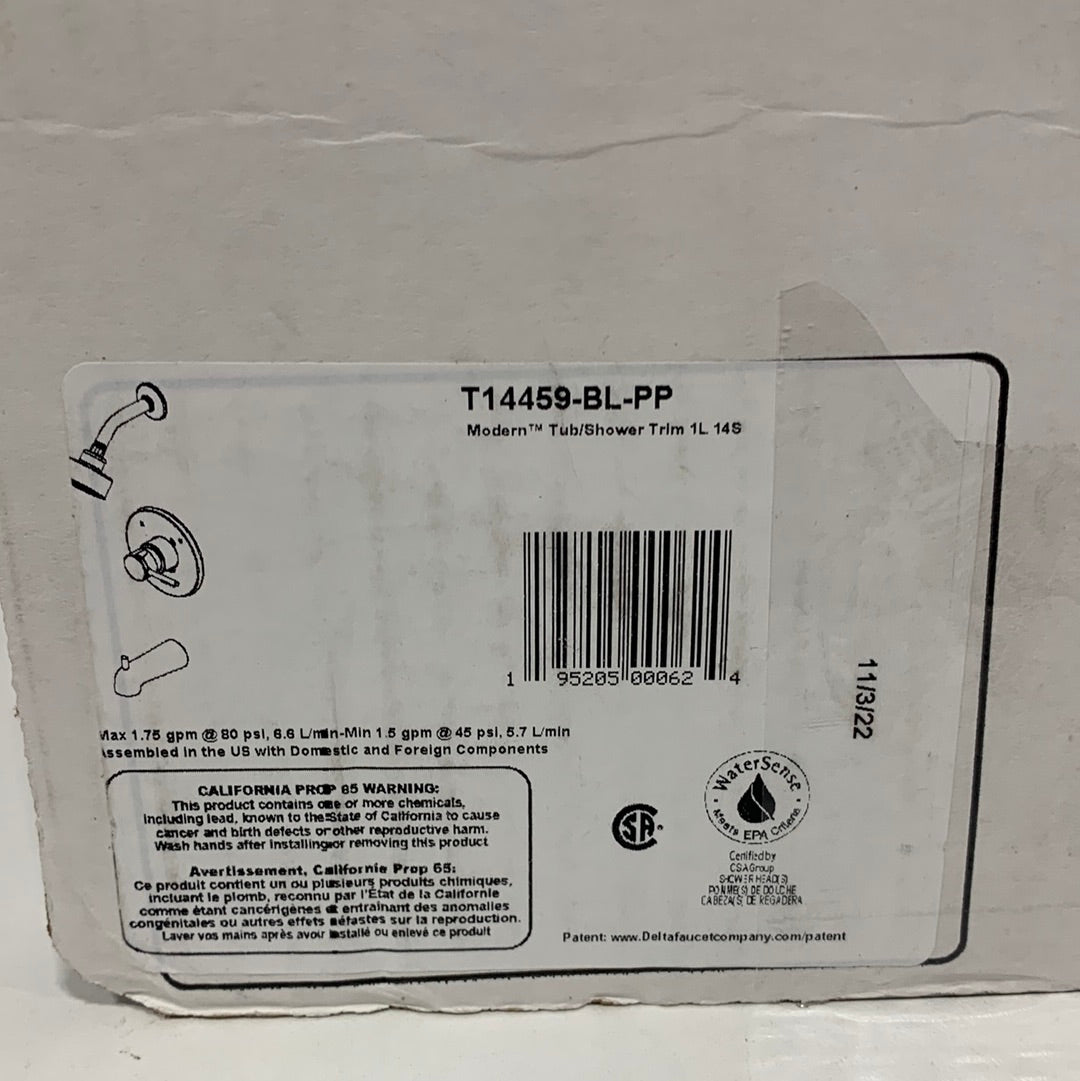 T14459-BL-PP
Modern™ Tub/Shower Trim 1L 14S
1 95205 00062 4
11/3/22
Max 1.75 gpm @ 80 psi, 6.6 L/min-Min 1.5 gpm @ 45 psi, 5.7 L/min
Assembled in the US with Domestic and Foreign Components
CALIFORNIA PROP 65 WARNING:
This product contains one or more chemicals,
including lead, known to the State of California to cause
cancer and birth defects or other reproductive harm.
Wash hands after installing or removing this product
Avertissement, Californie Prop 65:
Ce produit contient un ou plusieurs produits chimiques,
incluant le plomb, reconnu par l'État de la Californie
comme étant cancérigènes et entraînant des anomalies
congénitales ou autres effets néfastes sur la reproduction.
Laver vos mains après avoir installé ou enlevé ce produit
SA
WaterSense
Meets EPA Criteria
Certified by
CSA Group
SHOWERHEAD(S)
POMME(S) DE DOUCHE
CABEZA(S) DE REGADERA
Patent: www.Deltafaucetcompany.com/patent